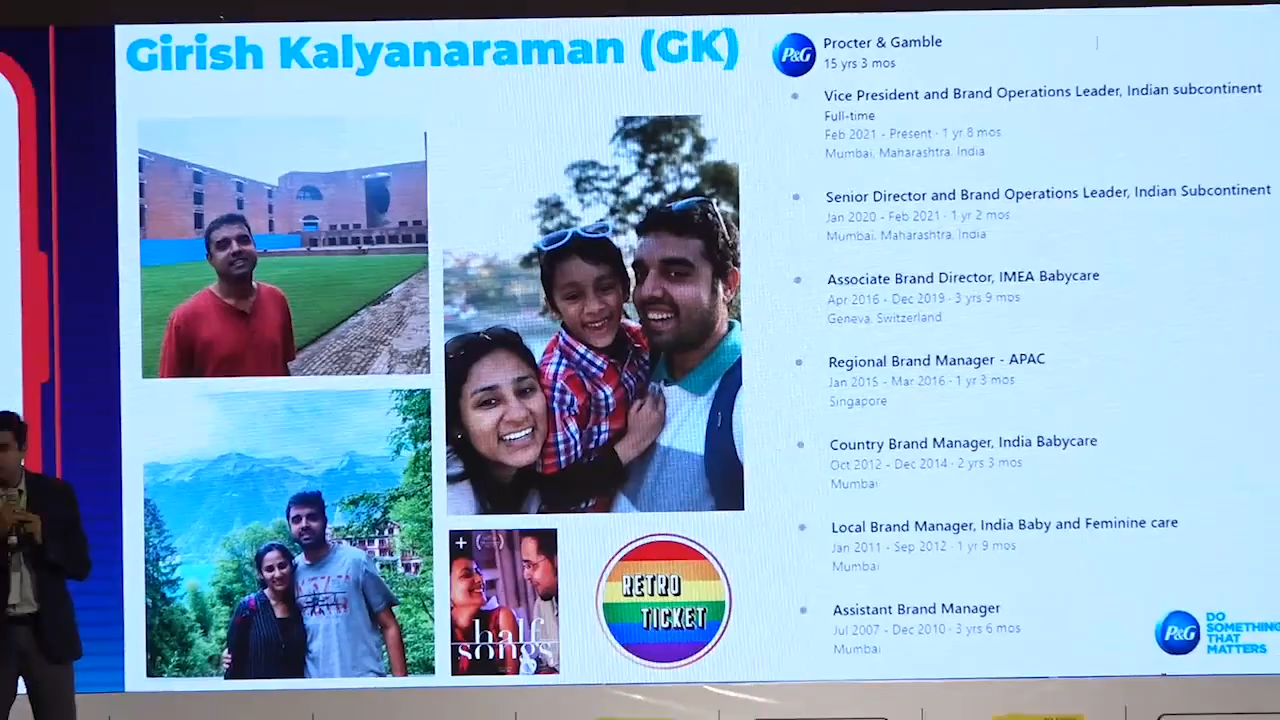 Girish Kalyanaraman (GK)
P&G
Procter & Gamble
15 yrs 3 mos
Vice President and Brand Operations Leader, Indian subcontinent
Full-time
Feb 2021 - Present · 1 yr 8 mos
Mumbai, Maharashtra, India
Senior Director and Brand Operations Leader, Indian Subcontinent
Jan 2020 - Feb 2021 · 1 yr 2 mos
Mumbai, Maharashtra, India
Associate Brand Director, IMEA Babycare
Apr 2016 - Dec 2019 · 3 yrs 9 mos
Geneva, Switzerland
Regional Brand Manager - APAC
Jan 2015 - Mar 2016 · 1 yr 3 mos
Singapore
Country Brand Manager, India Babycare
Oct 2012 - Dec 2014 · 2 yrs 3 mos
Mumbai
Local Brand Manager, India Baby and Feminine care
Jan 2011 - Sep 2012 · 1 yr 9 mos
Mumbai
Assistant Brand Manager
Jul 2007 - Dec 2010 · 3 yrs 6 mos
Mumbai
half
songs
RETRO
TICKET
P&G
DO
SOMETHING
THAT
MATTERS